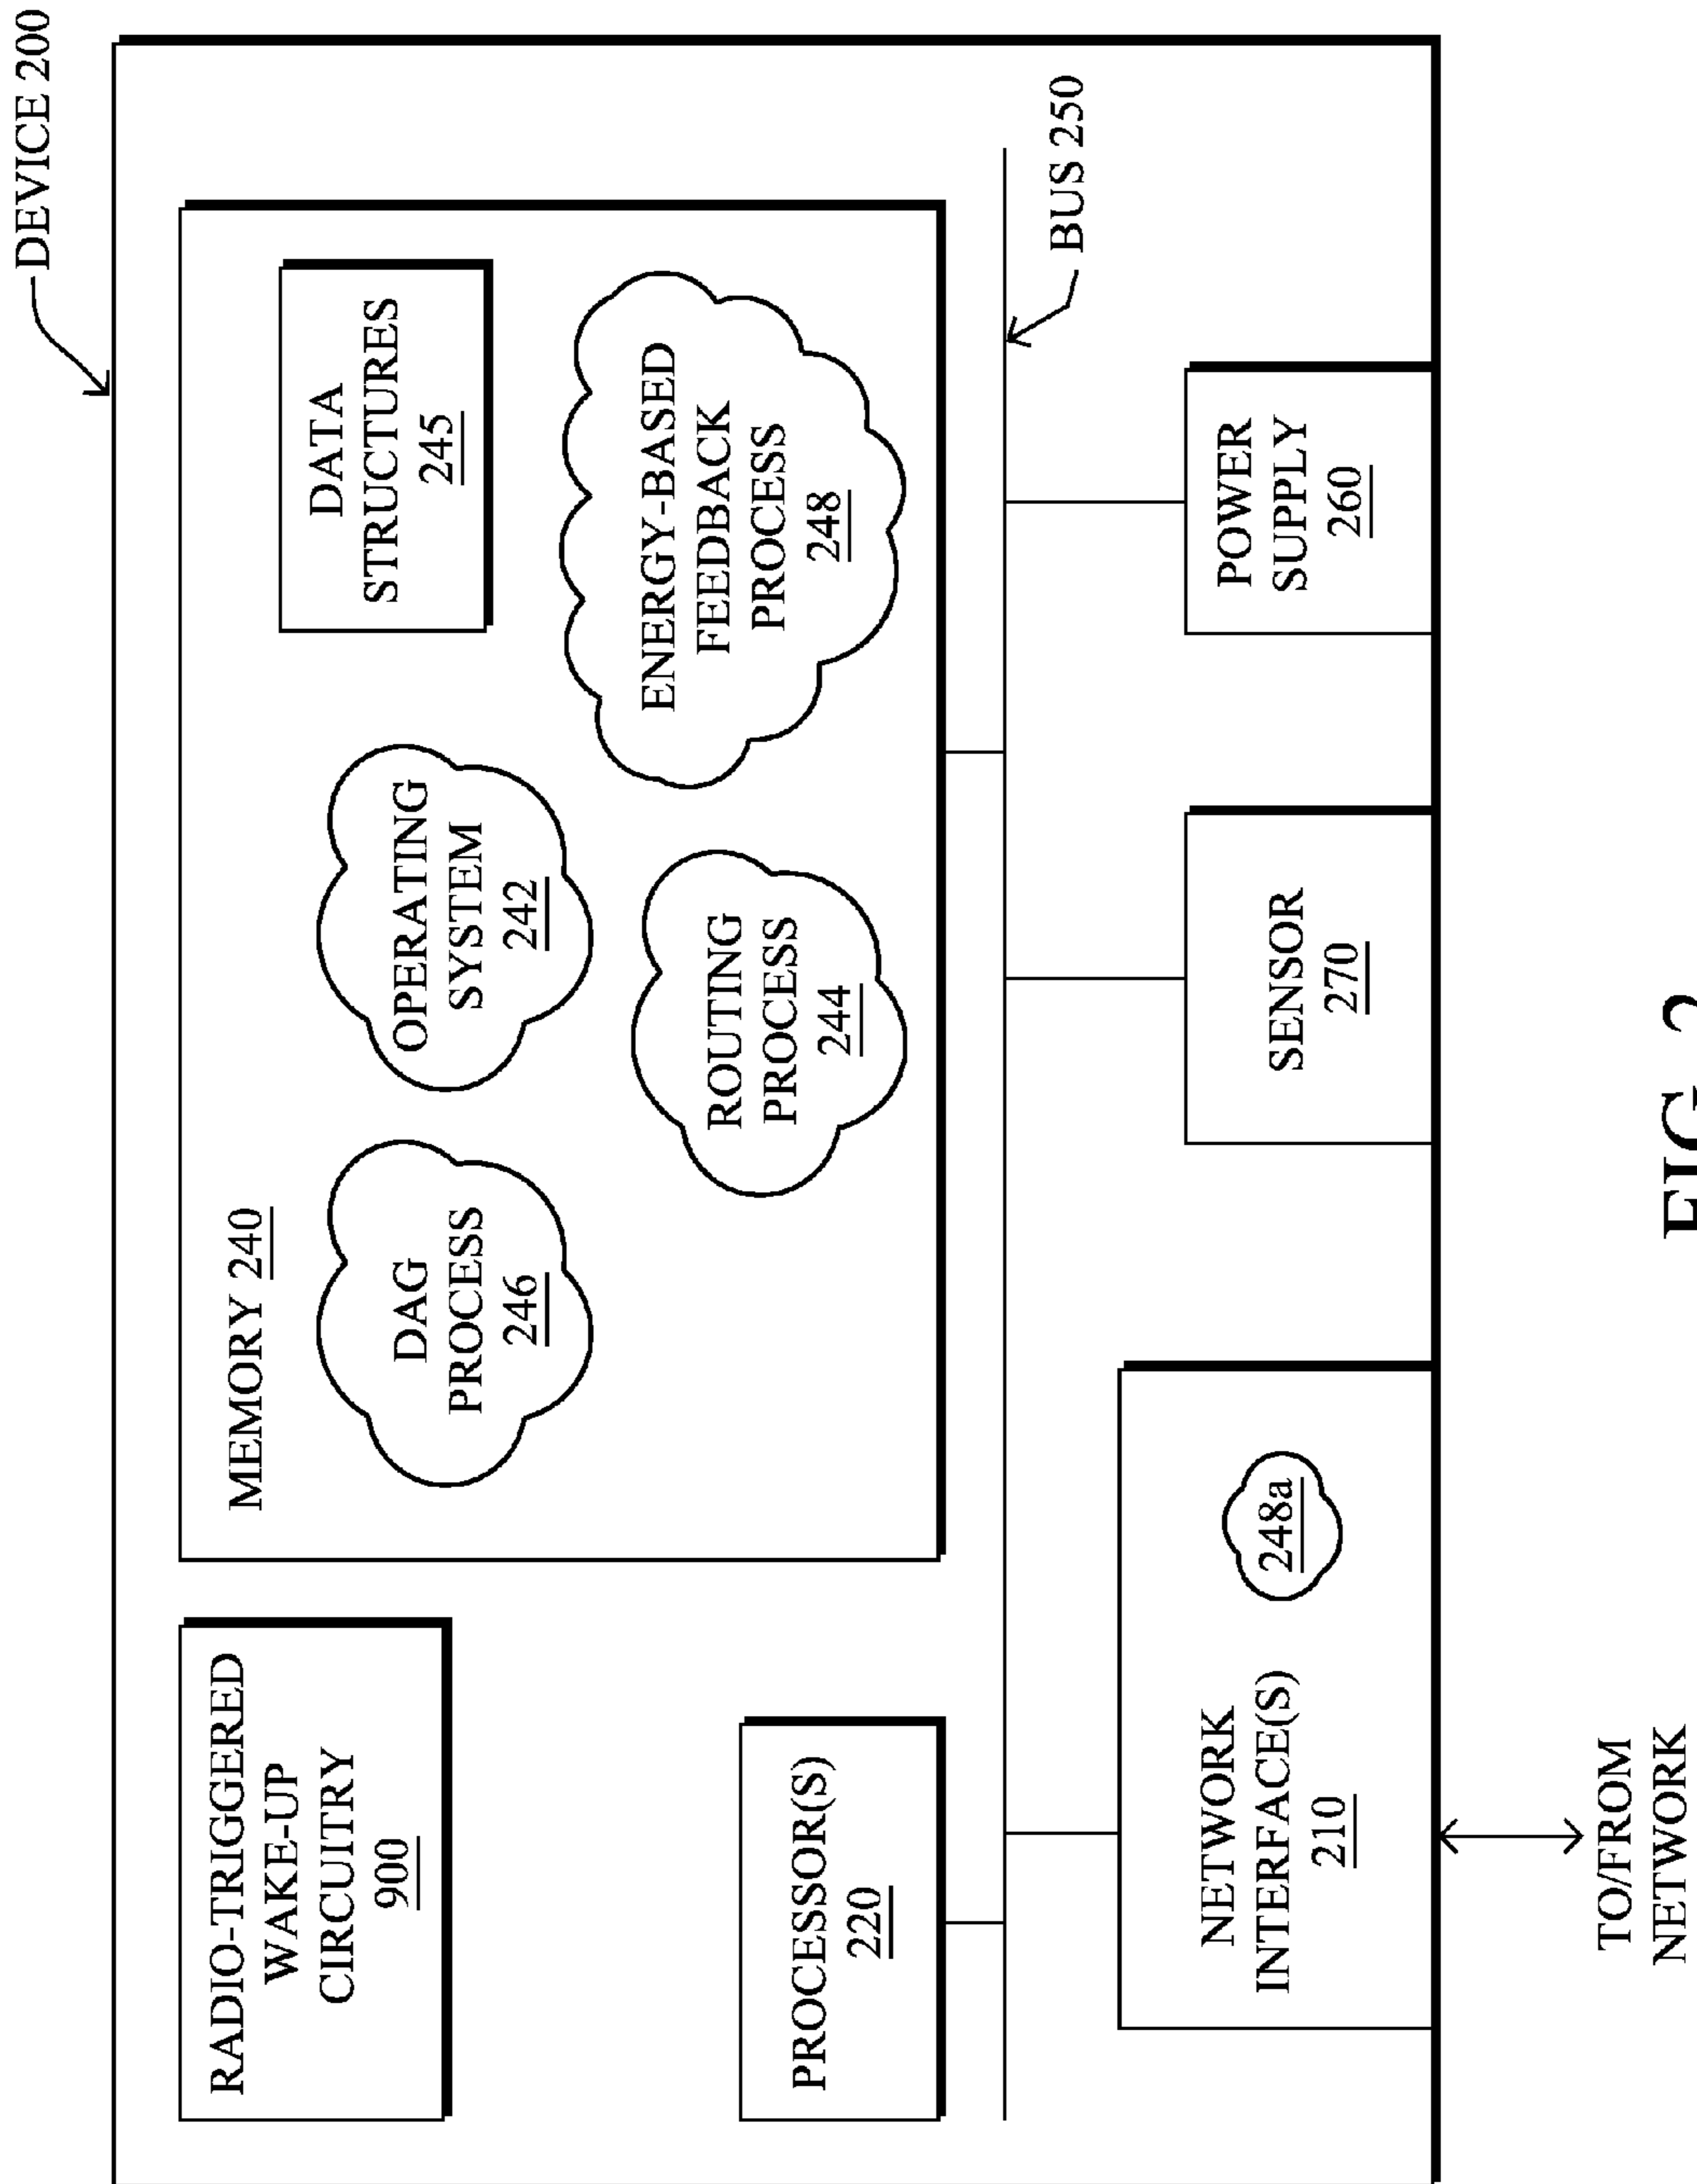 DEVICE 200
RADIO-TRIGGERED
WAKE-UP
CIRCUITRY
900
MEMORY 240
DAG
PROCESS
246
OPERATING
SYSTEM
242
DATA
STRUCTURES
245
ROUTING
PROCESS
244
ENERGY-BASED
FEEDBACK
PROCESS
248
PROCESSOR(S)
220
BUS 250
NETWORK
INTERFACE(S)
210
248a
SENSOR
270
POWER
SUPPLY
260
TO/FROM
NETWORK
FIG. 2